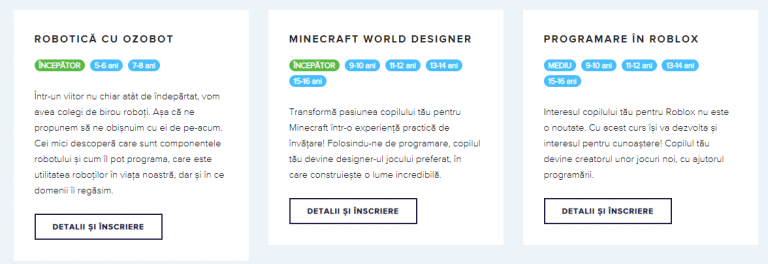 ROBOTICĂ CU OZOBOT
ÎNCEPĂTOR 5-6 ani 7-8 ani
Într-un viitor nu chiar atât de îndepărtat, vom
avea colegi de birou roboți. Așa că ne
propunem să ne obișnuim cu ei de pe-acum.
Cei mici descoperă care sunt componentele
robotului și cum îl pot programa, care este
utilitatea roboților în viața noastră, dar și în ce
domenii îi regăsim.
DETALII ȘI ÎNSCRIERE
MINECRAFT WORLD DESIGNER
ÎNCEPĂTOR 9-10 ani 11-12 ani 13-14 ani
15-16 ani
Transformă pasiunea copilului tău pentru
Minecraft într-o experiență practică de
învățare! Folosindu-ne de programare, copilul
tău devine designer-ul jocului preferat, în
care construiește o lume incredibilă.
DETALII ȘI ÎNSCRIERE
PROGRAMARE ÎN ROBLOX
MEDIU 9-10 ani 11-12 ani 13-14 ani
15-16 ani
Interesul copilului tău pentru Roblox nu este
o noutate. Cu acest curs își va dezvolta și
interesul pentru cunoaștere! Copilul tău
devine creatorul unor jocuri noi, cu ajutorul
programării.
DETALII ȘI ÎNSCRIERE